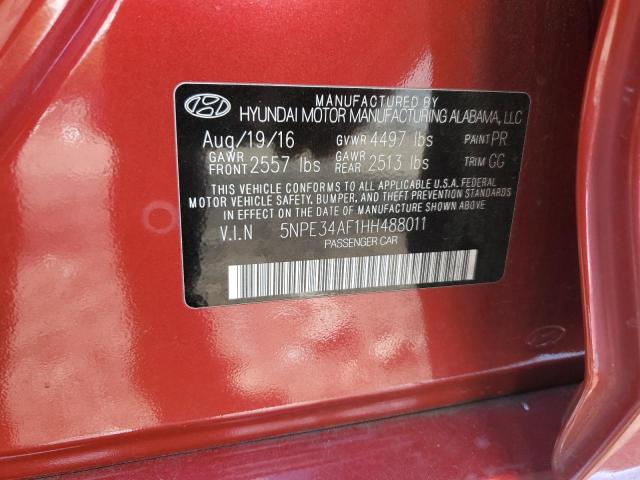 MANUFACTURED BY
HYUNDAI MOTOR MANUFACTURING ALABAMA, LLC
Aug/19/16 GVWR 4497 lbs PAINT PR
GAWR FRONT 2557 lbs GAWR REAR 2513 lbs TRIM GG
THIS VEHICLE CONFORMS TO ALL APPLICABLE U.S.A. FEDERAL
MOTOR VEHICLE SAFETY, BUMPER, AND THEFT PREVENTION
STANDARDS IN EFFECT ON THE DATE OF MANUFACTURE SHOWN ABOVE.
V.I.N 5NPE34AF1HH488011
PASSENGER CAR